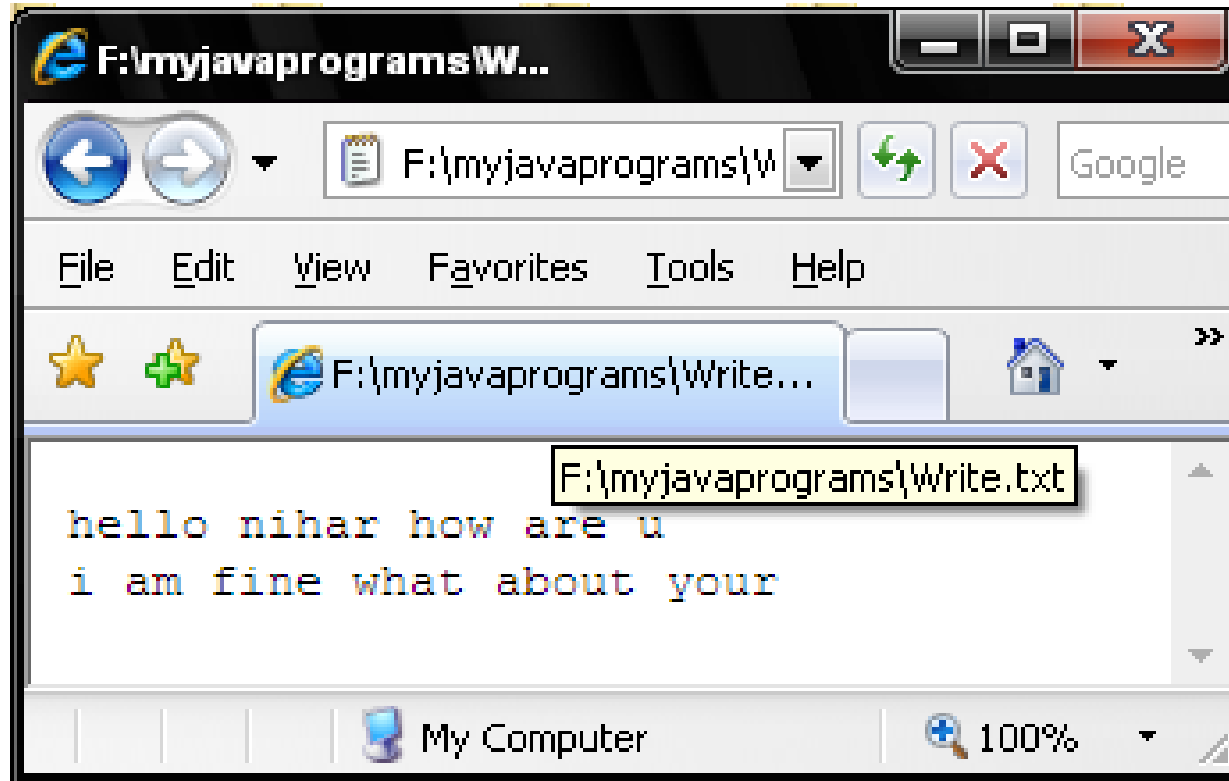 F:\myjavaprograms\W...
F:\myjavaprograms\W
Google
File Edit View Favorites Tools Help
F:\myjavaprograms\Write...
F:\myjavaprograms\Write.txt
hello nihar how are u
i am fine what about your
My Computer 100%